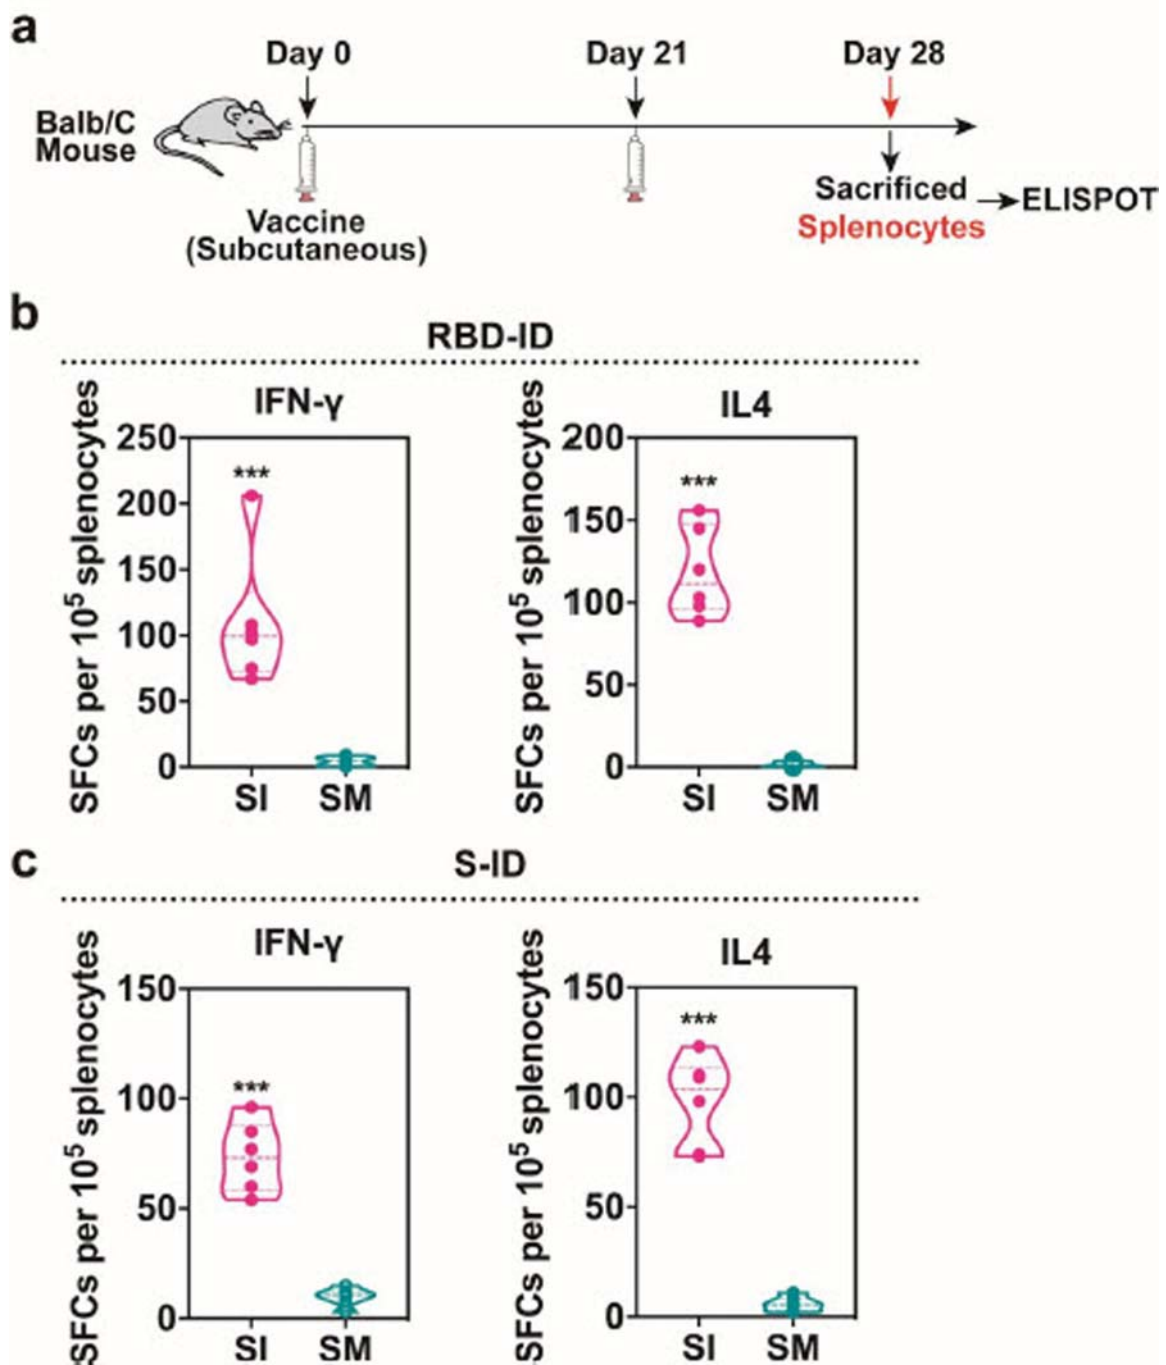 a
Day 0
Day 21
Day 28
Balb/C
Mouse
Vaccine
(Subcutaneous)
Sacrificed
Splenocytes
ELISPOT
b
RBD-ID
IFN-γ
SFCs per 10⁵ splenocytes
250
200
150
100
50
0
***
SI
SM
IL4
SFCs per 10⁵ splenocytes
200
150
100
50
0
***
SI
SM
c
S-ID
IFN-γ
SFCs per 10⁵ splenocytes
150
100
50
0
***
SI
SM
IL4
SFCs per 10⁵ splenocytes
150
100
50
0
***
SI
SM